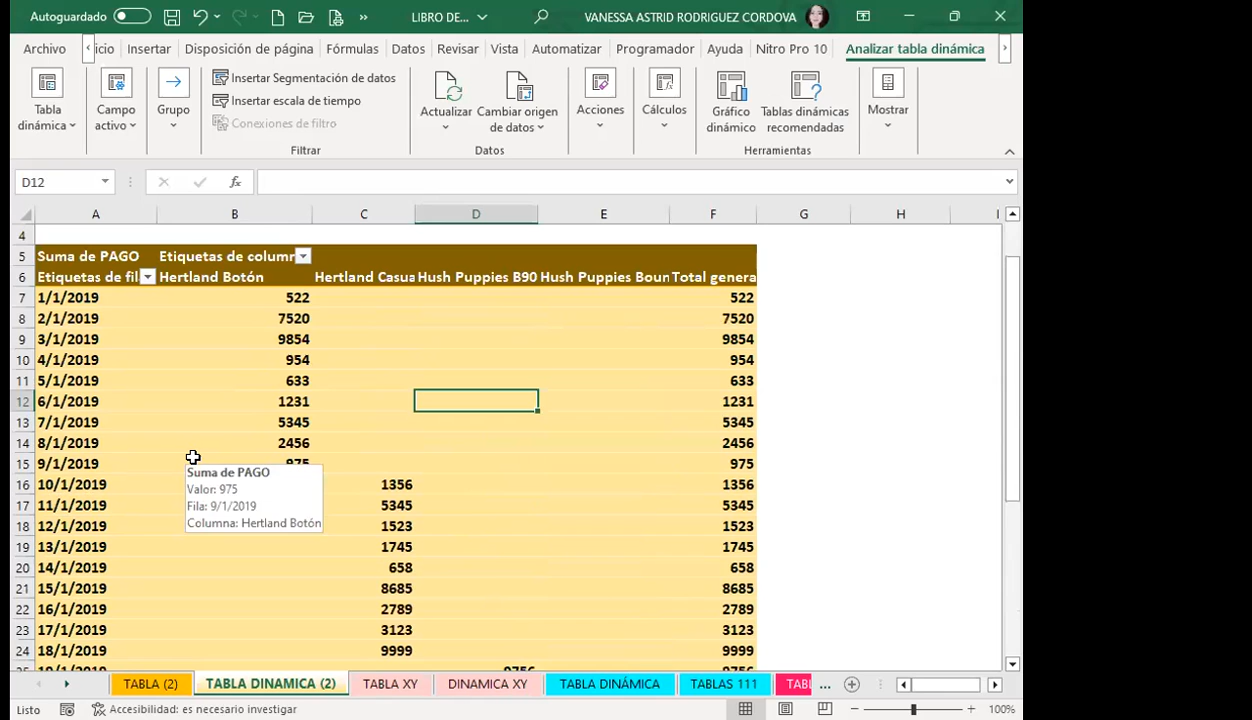 Autoguardado LIBRO DE... VANESSA ASTRID RODRIGUEZ CORDOVA
Archivo icio Insertar Disposición de página Fórmulas Datos Revisar Vista Automatizar Programador Ayuda Nitro Pro 10 Analizar tabla dinámica
Tabla dinámica
Campo activo
Grupo
Insertar Segmentación de datos
Insertar escala de tiempo
Conexiones de filtro
Filtrar
Actualizar
Cambiar origen de datos
Datos
Acciones
Cálculos
Gráfico dinámico
Tablas dinámicas recomendadas
Herramientas
Mostrar
D12 fx
A B C D E F G H I
4
5 Suma de PAGO Etiquetas de column
6 Etiquetas de fil Hertland Botón Hertland Casua Hush Puppies B90 Hush Puppies Boun Total genera
7 1/1/2019 522 522
8 2/1/2019 7520 7520
9 3/1/2019 9854 9854
10 4/1/2019 954 954
11 5/1/2019 633 633
12 6/1/2019 1231 1231
13 7/1/2019 5345 5345
14 8/1/2019 2456 2456
15 9/1/2019 975 975
16 10/1/2019 1356 1356
17 11/1/2019 5345 5345
18 12/1/2019 1523 1523
19 13/1/2019 1745 1745
20 14/1/2019 658 658
21 15/1/2019 8685 8685
22 16/1/2019 2789 2789
23 17/1/2019 3123 3123
24 18/1/2019 9999 9999
25 19/1/2019 9756 9756
Suma de PAGO
Valor: 975
Fila: 9/1/2019
Columna: Hertland Botón
TABLA (2) TABLA DINAMICA (2) TABLA XY DINAMICA XY TABLA DINÁMICA TABLAS 111 TABI ...
Listo Accesibilidad: es necesario investigar 100%